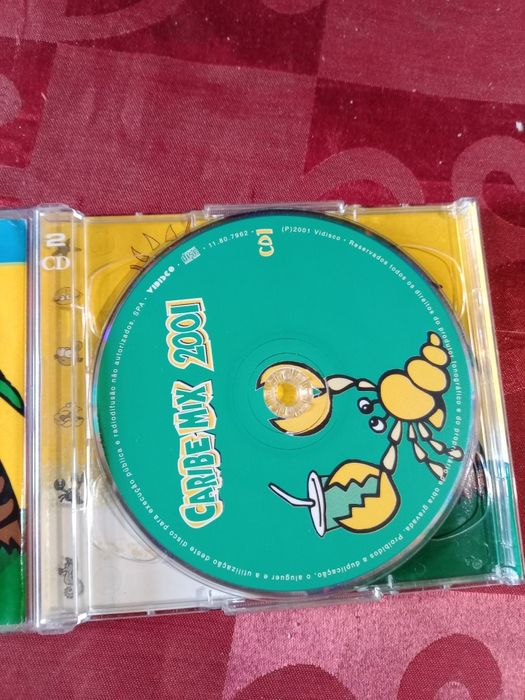 2
CD
CARIBE MIX 2001
CD1
VIDISCO
11.80.7962
(P)2001 Vidisco - Reservados todos os direitos do produtor fonográfico e do proprietário da obra gravada. Proibidos a duplicação, o aluguer e a utilização deste disco para execução pública e radiodifusão não autorizados. SPA